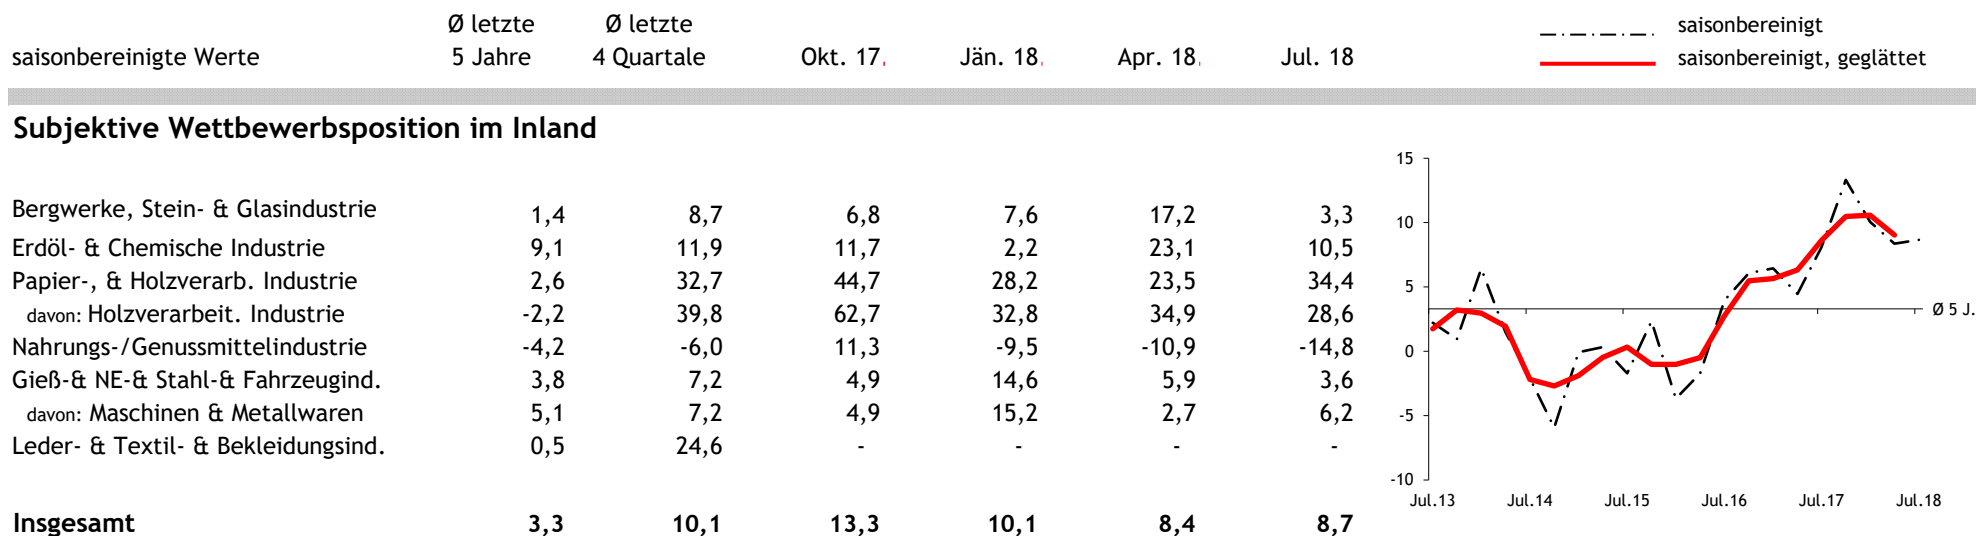 Ø letzte Ø letzte
saisonbereinigte Werte 5 Jahre 4 Quartale Okt. 17, Jän. 18, Apr. 18, Jul. 18
saisonbereinigt
saisonbereinigt, geglättet
Subjektive Wettbewerbsposition im Inland
Bergwerke, Stein- & Glasindustrie 1,4 8,7 6,8 7,6 17,2 3,3
Erdöl- & Chemische Industrie 9,1 11,9 11,7 2,2 23,1 10,5
Papier-, & Holzverarb. Industrie 2,6 32,7 44,7 28,2 23,5 34,4
davon: Holzverarbeit. Industrie -2,2 39,8 62,7 32,8 34,9 28,6
Nahrungs-/Genussmittelindustrie -4,2 -6,0 11,3 -9,5 -10,9 -14,8
Gieß-& NE-& Stahl-& Fahrzeugind. 3,8 7,2 4,9 14,6 5,9 3,6
davon: Maschinen & Metallwaren 5,1 7,2 4,9 15,2 2,7 6,2
Leder- & Textil- & Bekleidungsind. 0,5 24,6 - - - -
Insgesamt 3,3 10,1 13,3 10,1 8,4 8,7
15
10
5
0
-5
-10
Ø 5 J.
Jul.13 Jul.14 Jul.15 Jul.16 Jul.17 Jul.18